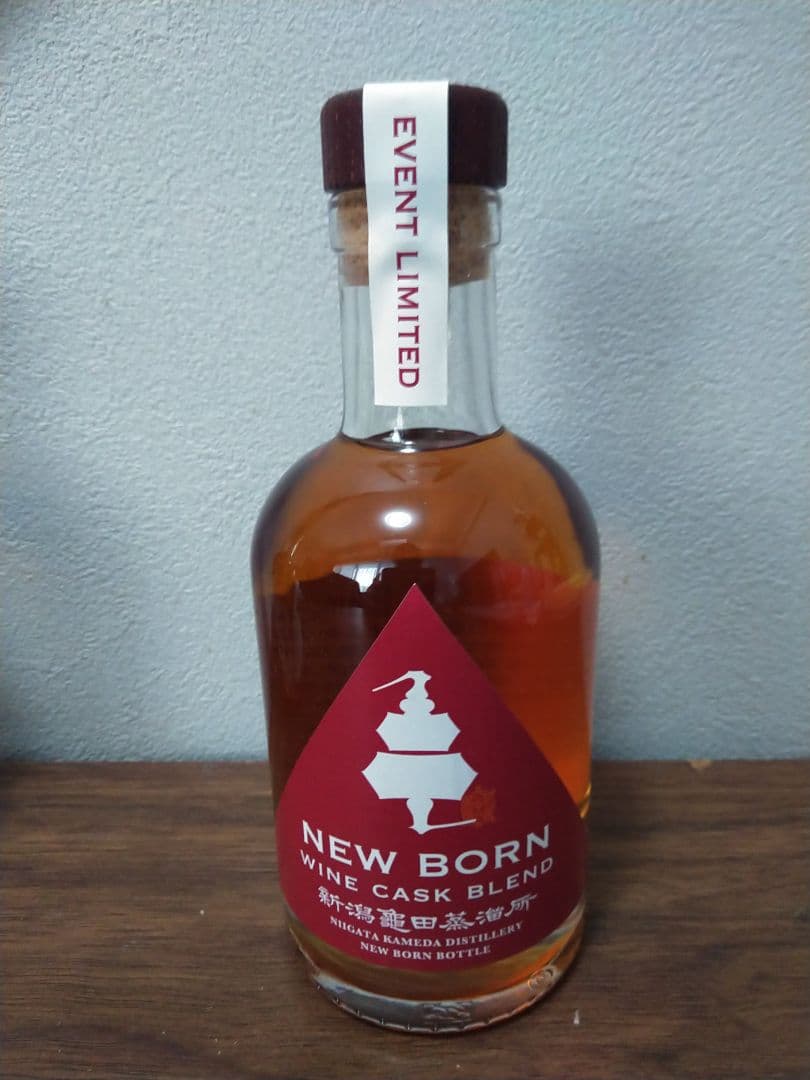 EVENT LIMITED
NEW BORN
WINE CASK BLEND
新潟龜田蒸溜所
NIIGATA KAMEDA DISTILLERY
NEW BORN BOTTLE